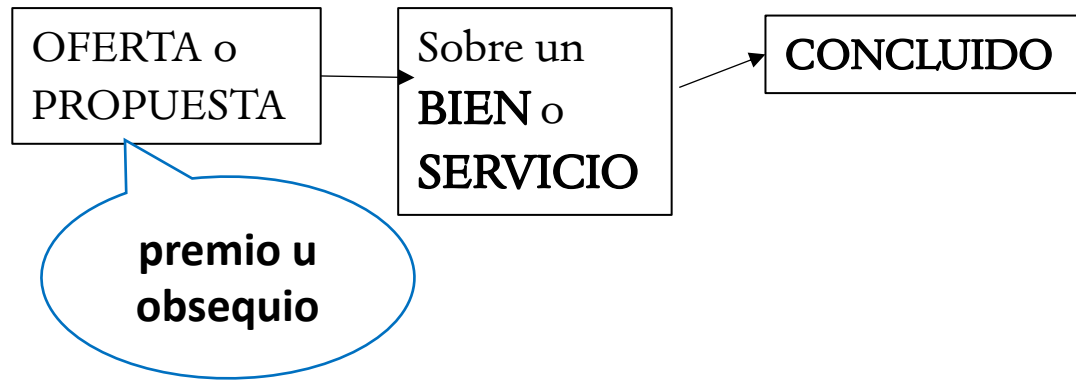 OFERTA o
PROPUESTA
Sobre un
BIEN o
SERVICIO
CONCLUIDO
premio u
obsequio